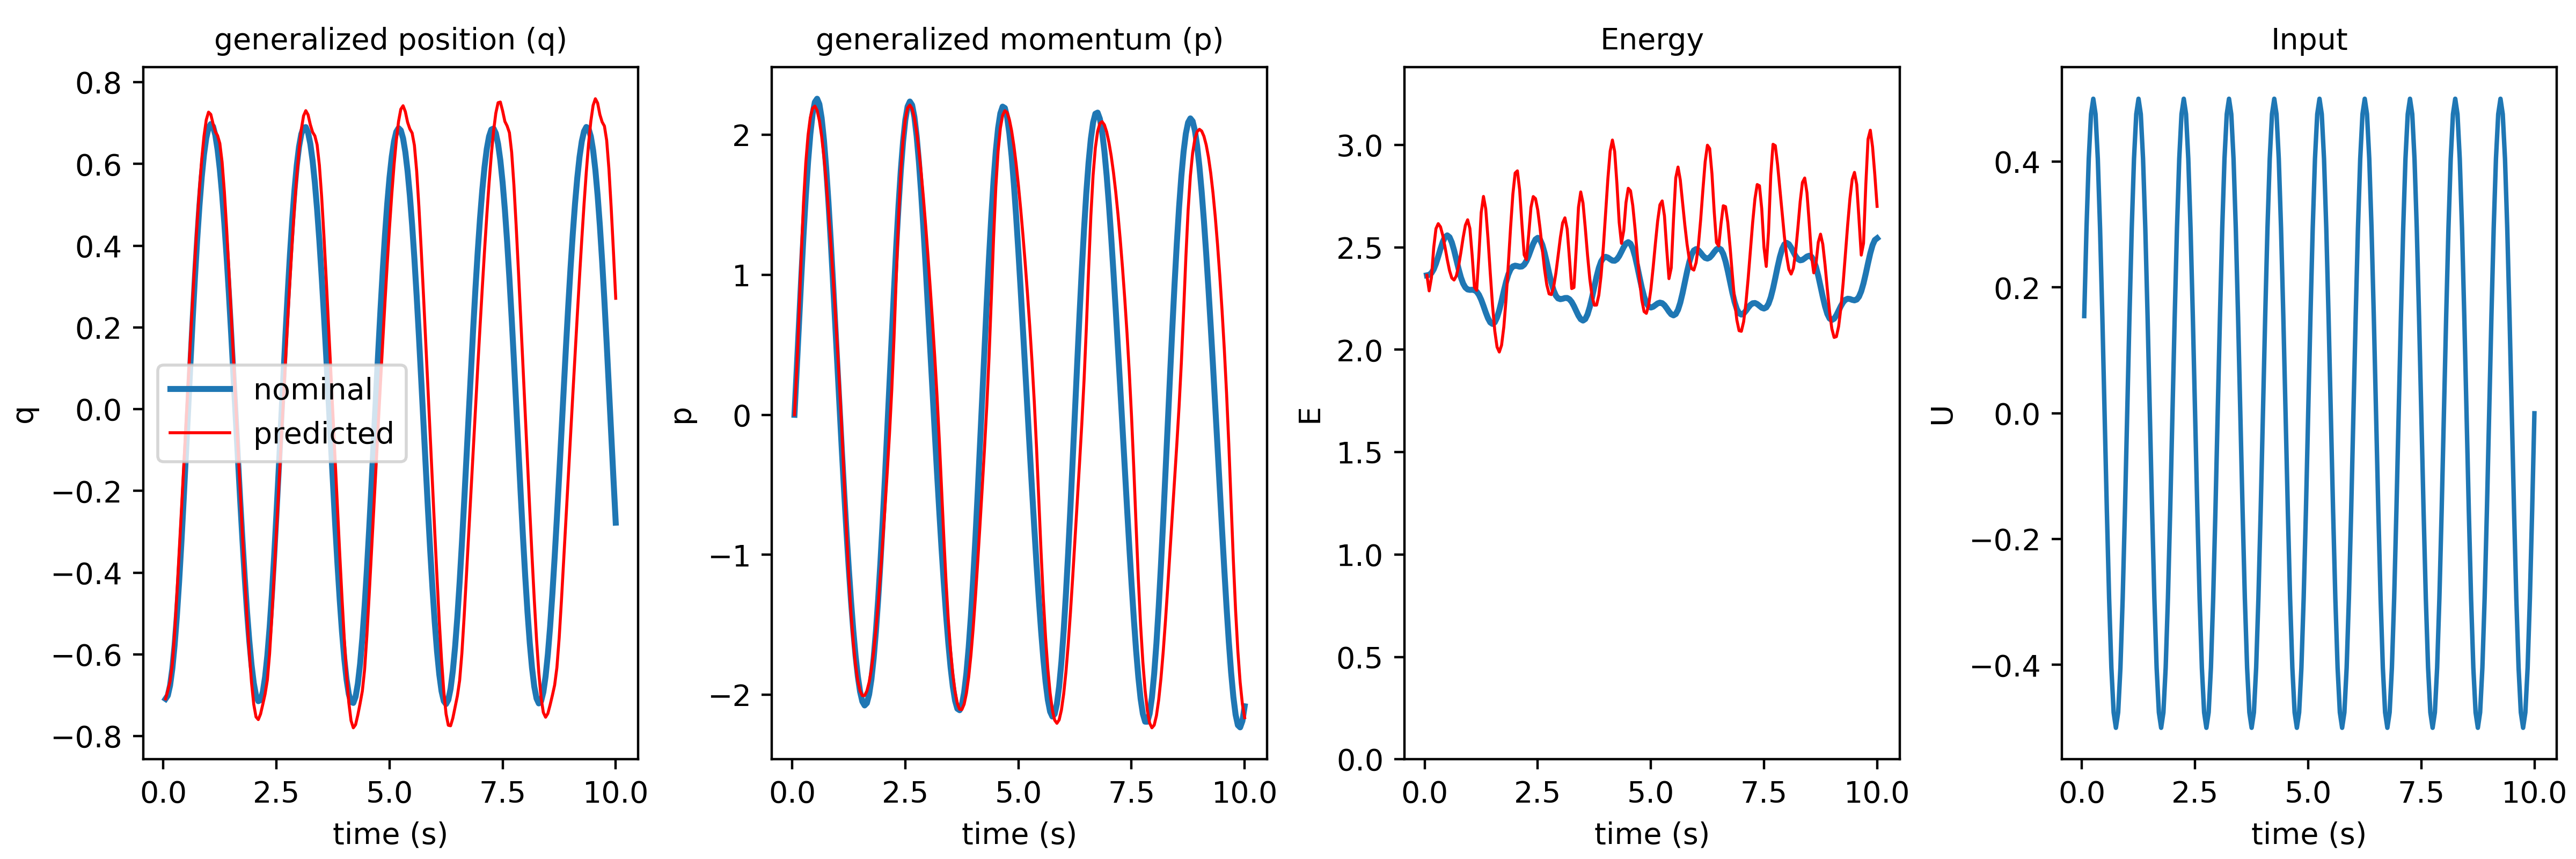 generalized position (q)
q
0.8
0.6
0.4
0.2
0.0
−0.2
−0.4
−0.6
−0.8
nominal
predicted
0.0 2.5 5.0 7.5 10.0
time (s)
generalized momentum (p)
p
2
1
0
−1
−2
0.0 2.5 5.0 7.5 10.0
time (s)
Energy
E
3.0
2.5
2.0
1.5
1.0
0.5
0.0
0.0 2.5 5.0 7.5 10.0
time (s)
Input
U
0.4
0.2
0.0
−0.2
−0.4
0.0 2.5 5.0 7.5 10.0
time (s)